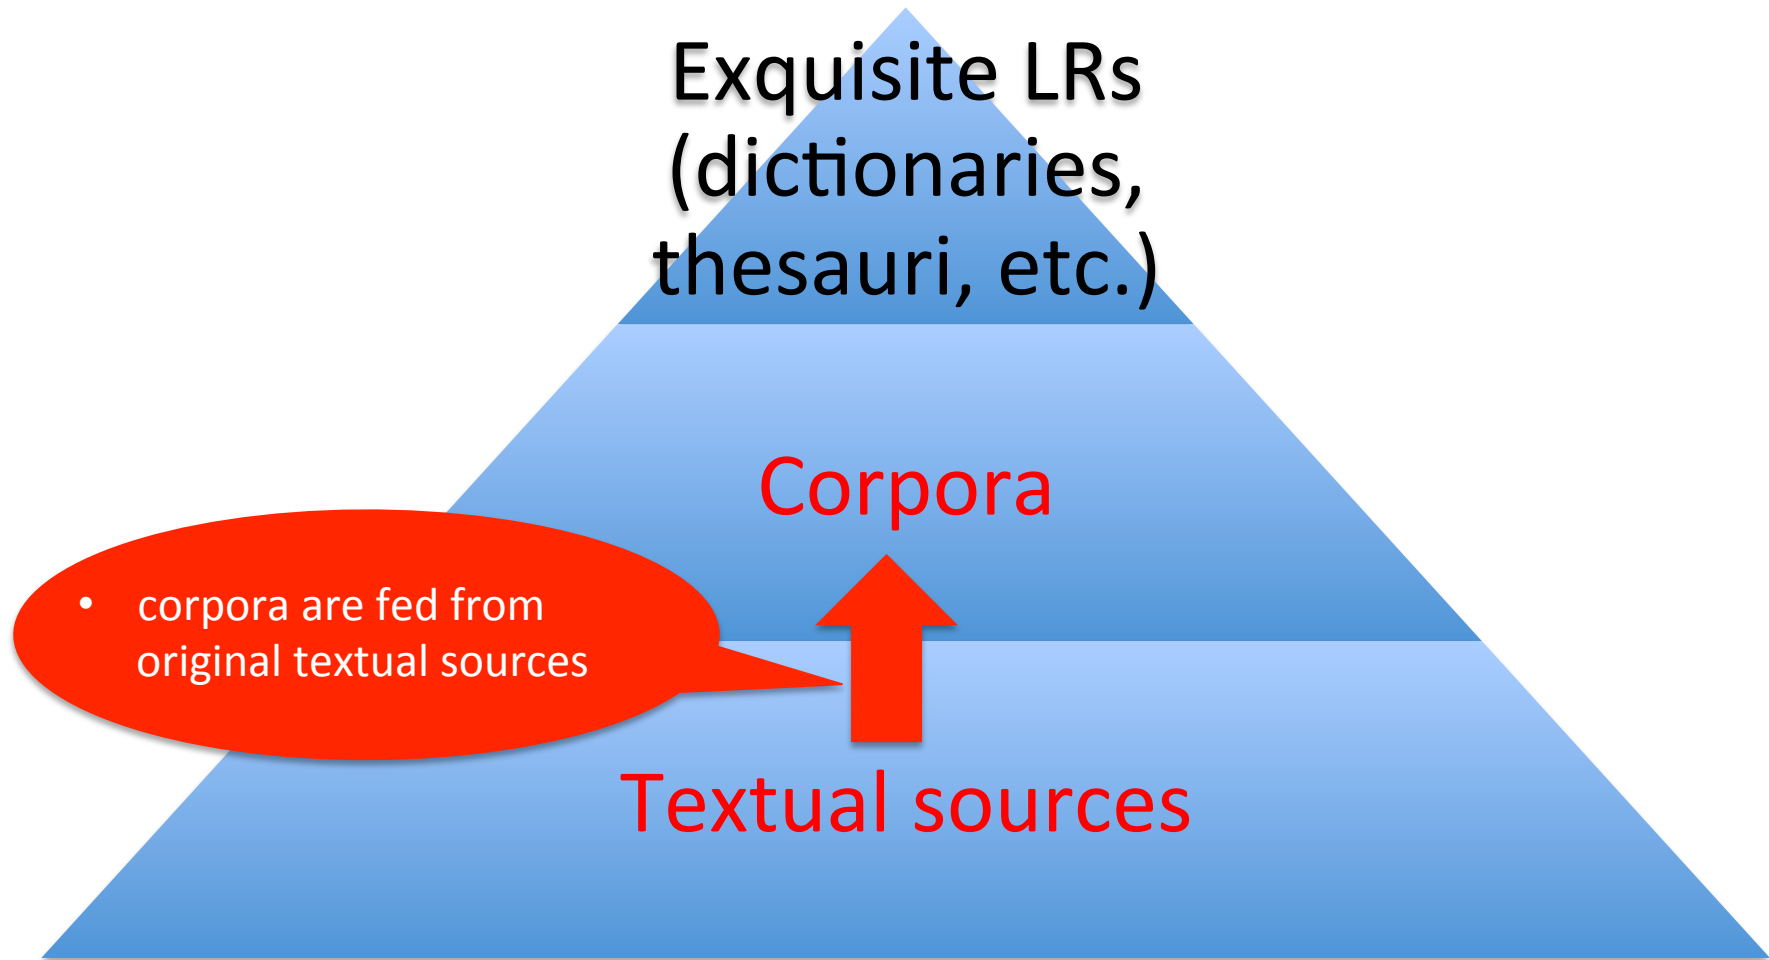 Exquisite LRs
(dictionaries,
thesauri, etc.)
Corpora
• corpora are fed from
original textual sources
Textual sources